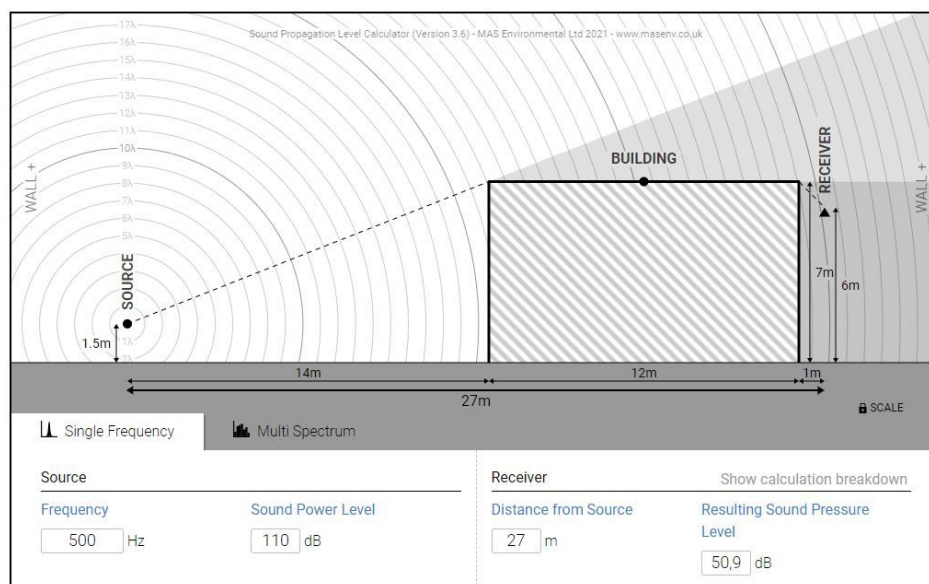 17λ
Sound Propagation Level Calculator (Version 3.6) - MAS Environmental Ltd 2021 - www.masenv.co.uk
16λ
15λ
14λ
13λ
12λ
11λ
10λ
9λ
8λ
7λ
6λ
5λ
1λ
WALL +
BUILDING
RECEIVER
WALL +
SOURCE
7m
6m
1.5m
14m
12m
1m
27m
SCALE
Single Frequency
Multi Spectrum
Source
Frequency
Sound Power Level
500 Hz
110 dB
Receiver
Show calculation breakdown
Distance from Source
Resulting Sound Pressure
Level
27 m
50,9 dB